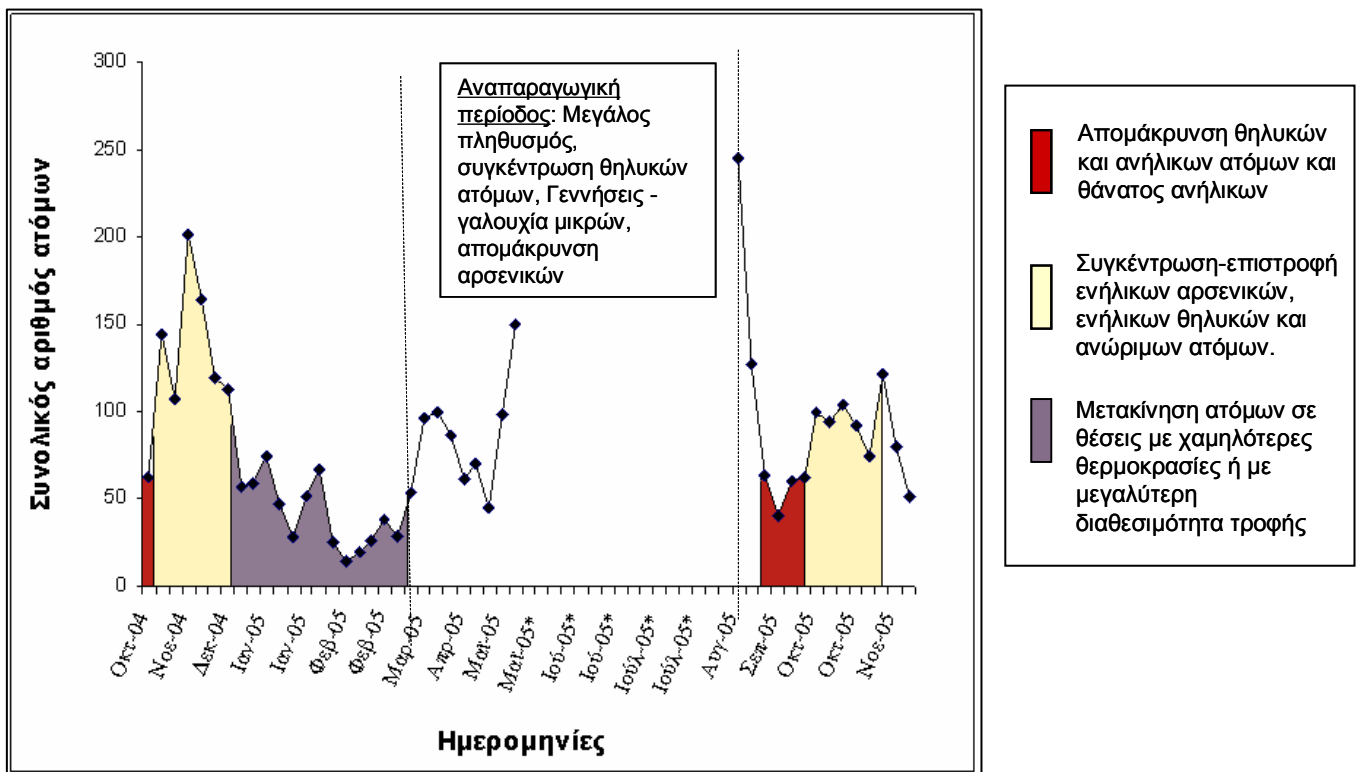 Συνολικός αριθμός ατόμων
300
250
200
150
100
50
0
Αναπαραγωγική
περίοδος: Μεγάλος
πληθυσμός,
συγκέντρωση θηλυκών
ατόμων, Γεννήσεις -
γαλουχία μικρών,
απομάκρυνση
αρσενικών
Οκτ-04
Νοε-04
Δεκ-04
Ιαν-05
Ιαν-05
Φεβ-05
Φεβ-05
Μαρ-05
Απρ-05
Μαϊ-05
Μαϊ-05*
Ιού-05*
Ιού-05*
Ιούλ-05*
Ιούλ-05*
Αυγ-05
Σεπ-05
Οκτ-05
Οκτ-05
Νοε-05
Ημερομηνίες
Απομάκρυνση θηλυκών
και ανήλικων ατόμων και
θάνατος ανήλικων
Συγκέντρωση-επιστροφή
ενήλικων αρσενικών,
ενήλικων θηλυκών και
ανώριμων ατόμων.
Μετακίνηση ατόμων σε
θέσεις με χαμηλότερες
θερμοκρασίες ή με
μεγαλύτερη
διαθεσιμότητα τροφής